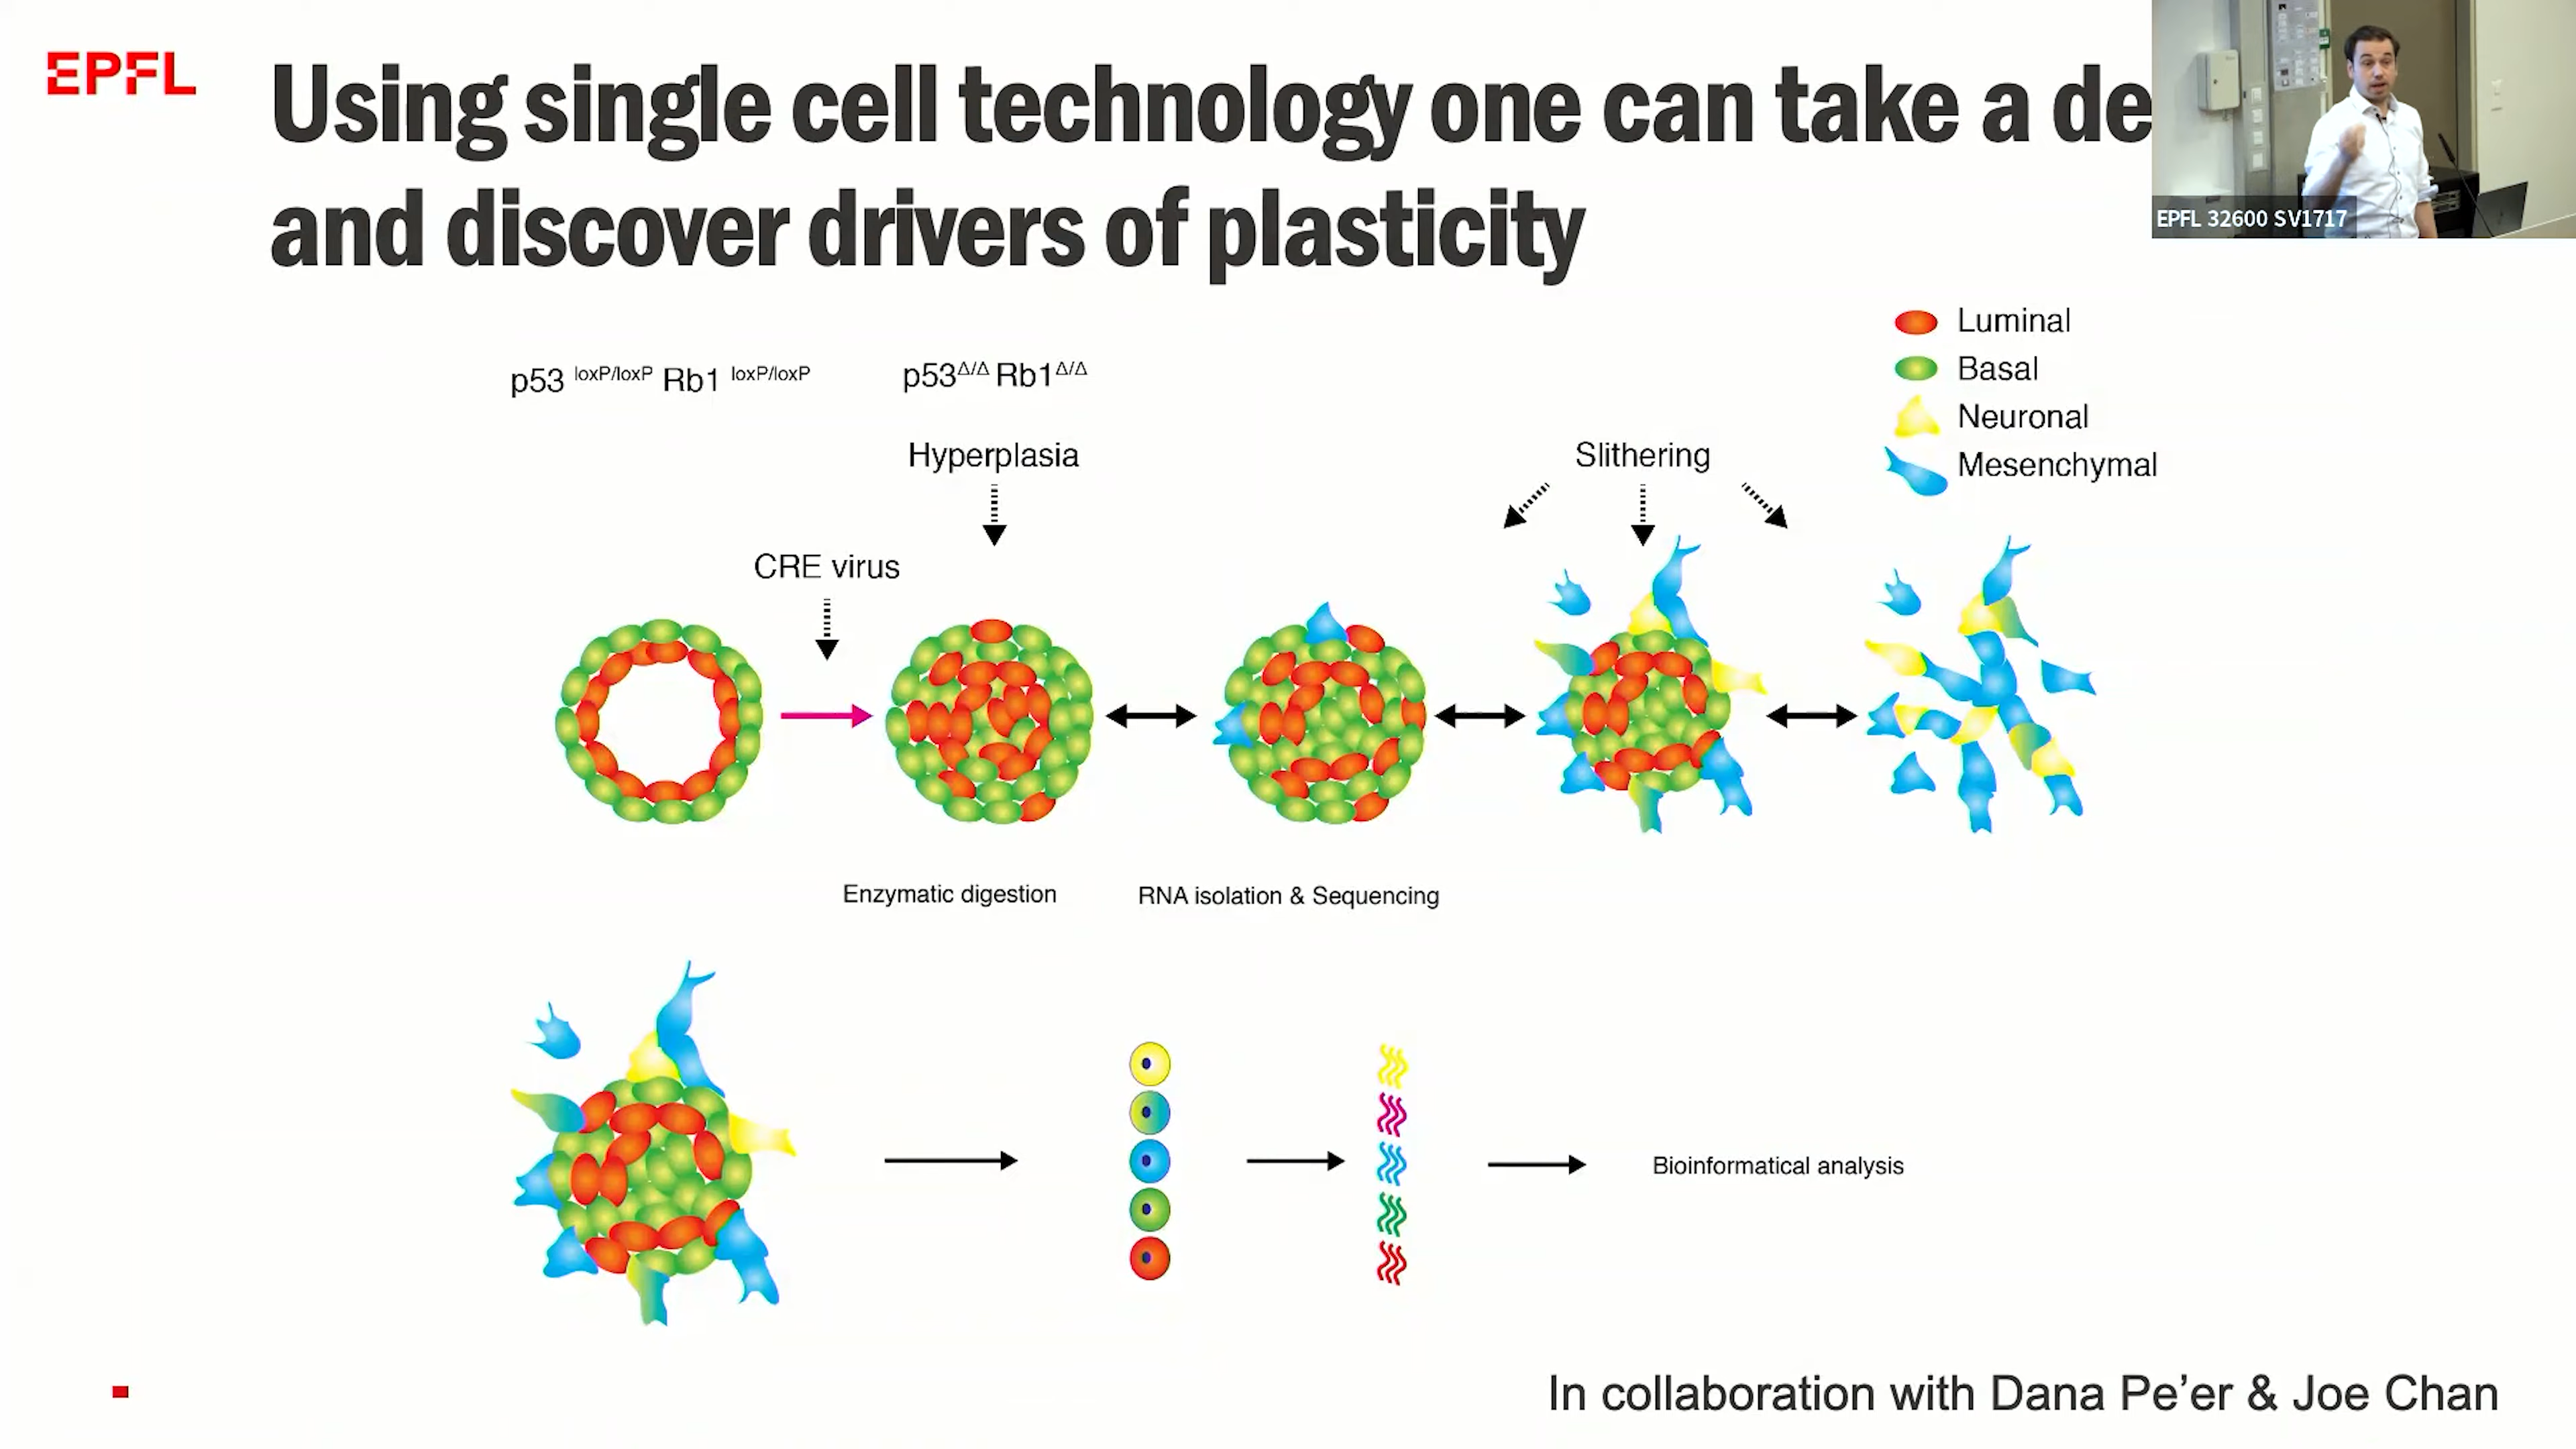 EPFL
Using single cell technology one can take a de
and discover drivers of plasticity
EPFL 32600 SV1717
Luminal
Basal
Neuronal
Mesenchymal
p53 loxP/loxP Rb1 loxP/loxP
p53Δ/Δ Rb1Δ/Δ
Hyperplasia
Slithering
CRE virus
Enzymatic digestion
RNA isolation & Sequencing
Bioinformatical analysis
In collaboration with Dana Pe’er & Joe Chan